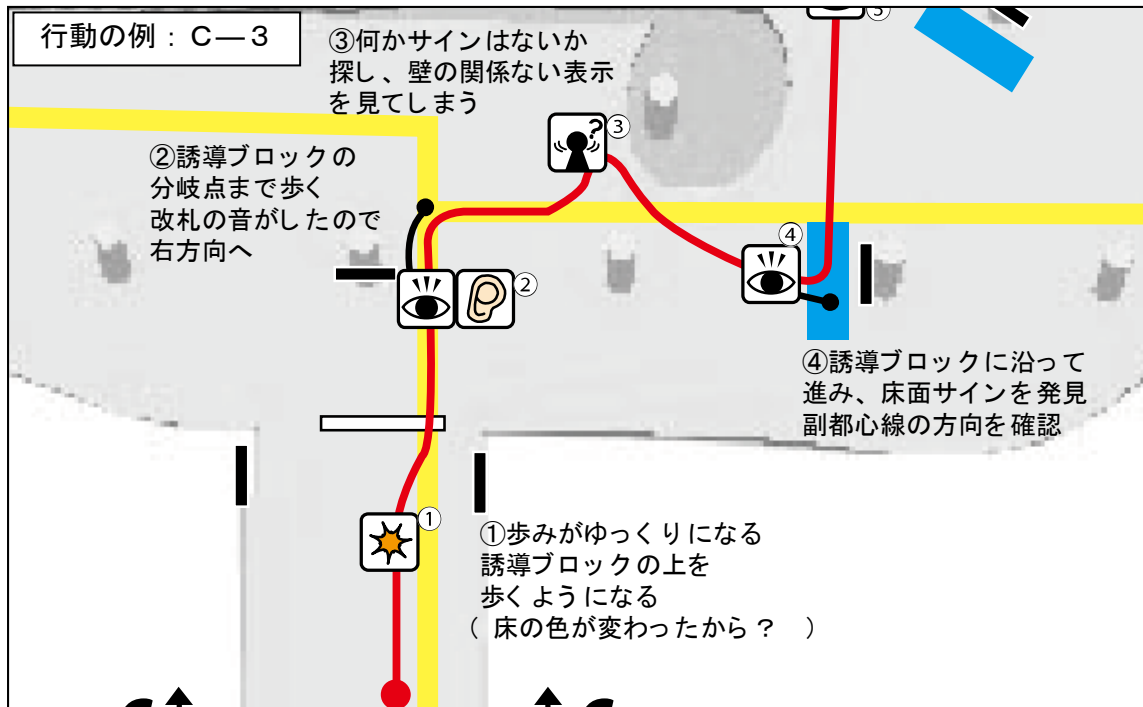 行動の例：C—3
③何かサインはないか
探し、壁の関係ない表示
を見てしまう
②誘導ブロックの
分岐点まで歩く
改札の音がしたので
右方向へ
?
③
②
④
④誘導ブロックに沿って
進み、床面サインを発見
副都心線の方向を確認
①
①歩みがゆっくりになる
誘導ブロックの上を
歩くようになる
（ 床の色が変わったから？ ）